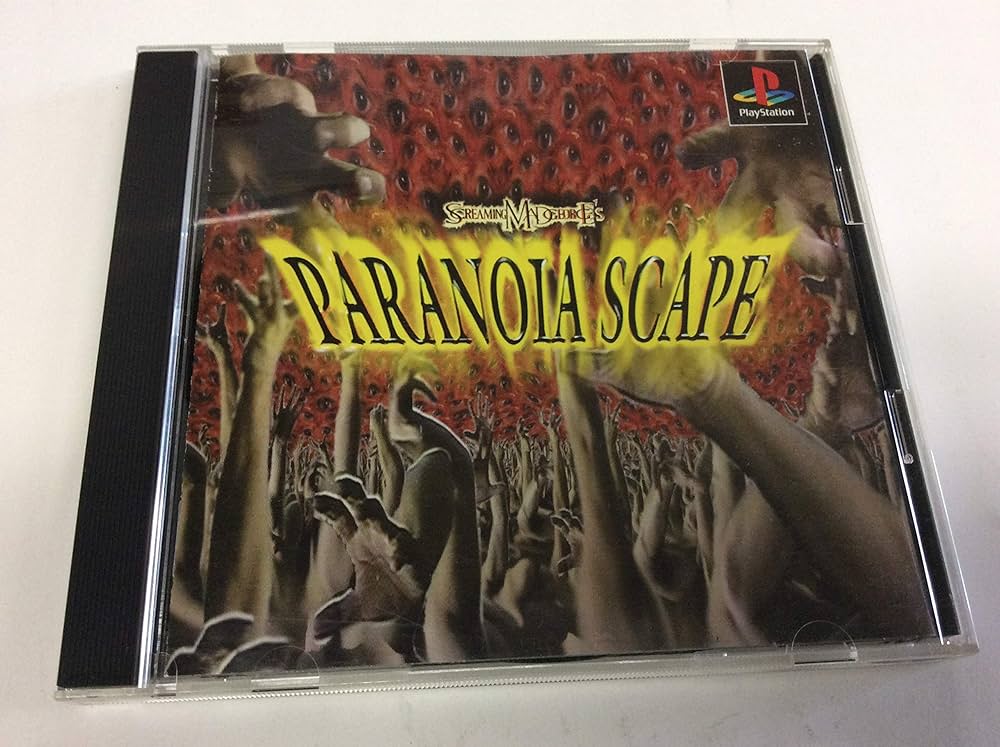 PlayStation
SCREAMING MAD GEORGE'S
PARANOIA SCAPE